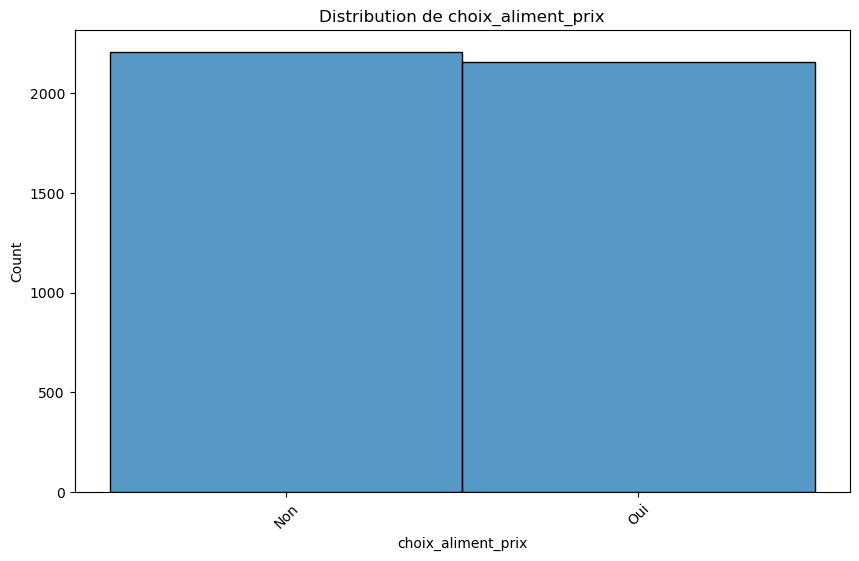 Distribution de choix_aliment_prix
Count
2000
1500
1000
500
0
Non
Oui
choix_aliment_prix